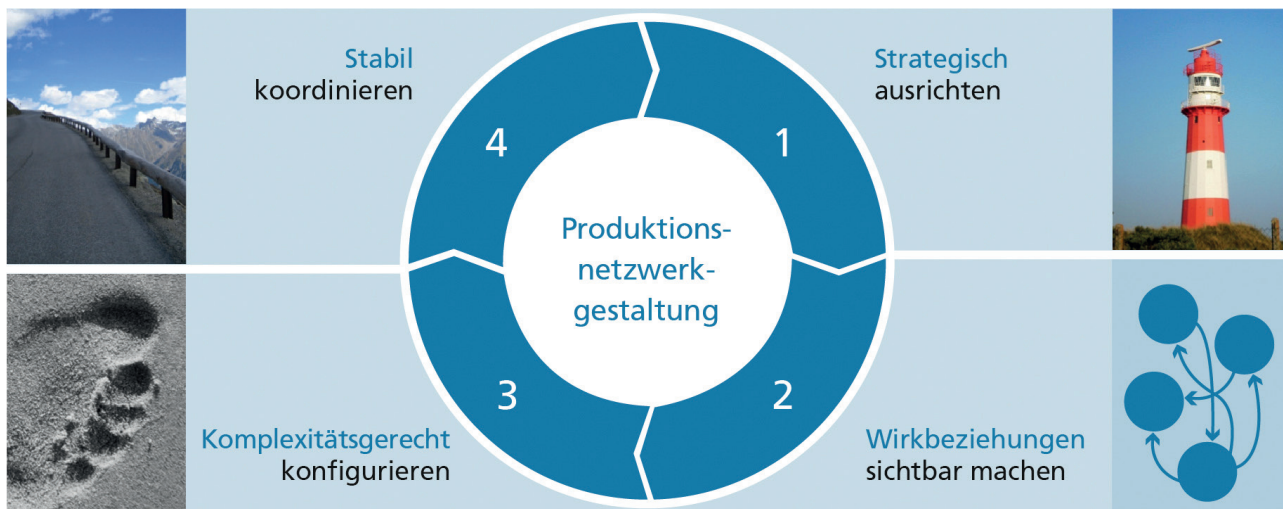 Stabil
koordinieren
4
1
Strategisch
ausrichten
Produktions-
netzwerk-
gestaltung
3
2
Komplexitätsgerecht
konfigurieren
Wirkbeziehungen
sichtbar machen